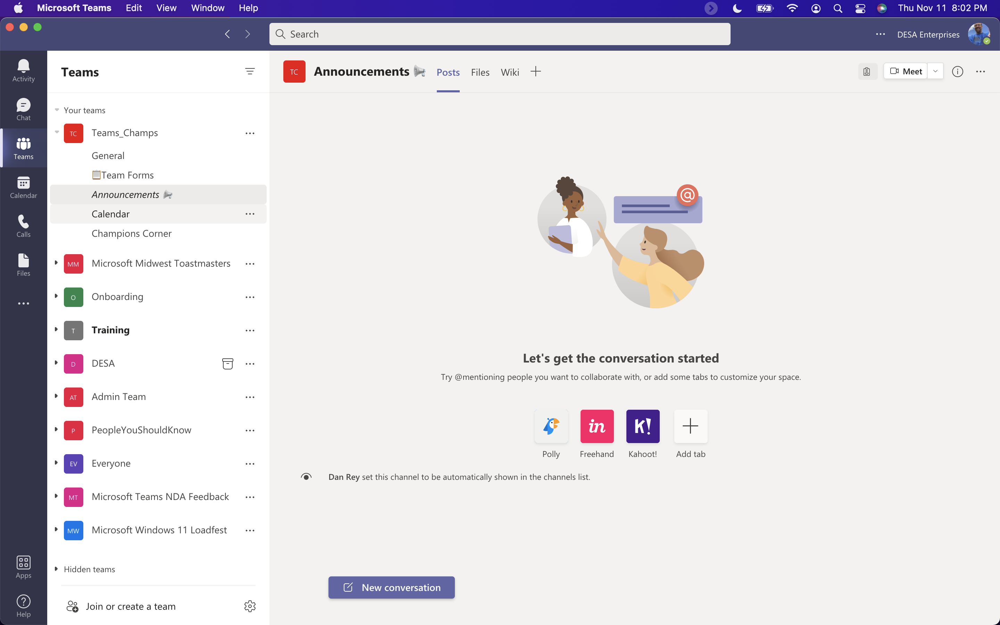 Microsoft Teams Edit View Window Help Thu Nov 11 8:02 PM
Search
DESA Enterprises
Activity
Chat
Teams
Calendar
Calls
Files
Apps
Help
Teams
Your teams
TC Teams_Champs
General
Team Forms
Announcements
Calendar
Champions Corner
MM Microsoft Midwest Toastmasters
O Onboarding
T Training
D DESA
AT Admin Team
P PeopleYouShouldKnow
EV Everyone
MT Microsoft Teams NDA Feedback
MW Microsoft Windows 11 Loadfest
Hidden teams
Join or create a team
TC Announcements Posts Files Wiki Meet
@
Let's get the conversation started
Try @mentioning people you want to collaborate with, or add some tabs to customize your space.
in K!
Polly Freehand Kahoot! Add tab
Dan Rey set this channel to be automatically shown in the channels list.
New conversation